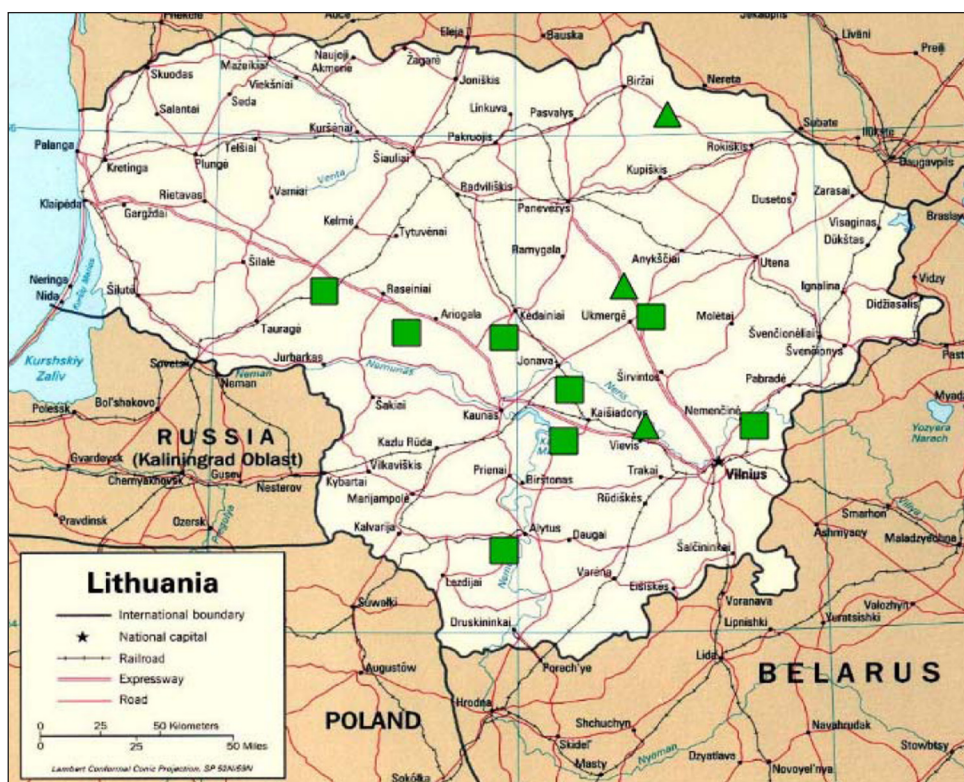 Priekule
Auce
Eleja
Bauska
Jēkabpils
Līvāni
Preiļi
Skuodas
Mažeikiai
Naujoji
Akmenė
Žagarė
Viekšniai
Joniškis
Biržai
Nereta
Salantai
Seda
Linkuva
Pasvalys
Subate
Ilūkste
Daugavpils
Palanga
Kretinga
Plungė
Telšiai
Kuršėnai
Šiauliai
Pakruojis
Rokiškis
Venta
Kupiškis
Klaipėda
Gargždai
Rietavas
Varniai
Radviliškis
Panevėžys
Dusetos
Zarasai
Visaginas
Dūkštas
Kelmė
Tytuvėnai
Ramygala
Anykščiai
Utena
Vidzy
Neringa
Nida
Šilutė
Šilalė
Raseiniai
Ignalina
Didžiasalis
Tauragė
Ariogala
Kėdainiai
Ukmergė
Molėtai
Švenčionėliai
Švenčionys
Kurshskiy
Zaliv
Sovetsk
Neman
Neman
Jurbarkas
Nemunas
Jonava
Neris
Širvintos
Pabradė
Polessk
Bol'shakovo
Šakiai
Kaunas
Kaišiadorys
Nemenčinė
Yozyera
Narach
RUSSIA
(Kaliningrad Oblast)
Kazlų Rūda
Vievis
Gvardeysk
Chernyakhovsk
Gusev
Nesterov
Kybartai
Vilkaviškis
Prienai
Birštonas
Trakai
Vilnius
Marijampolė
Rūdiškės
Pravdinsk
Ozersk
Kalvarija
Alytus
Daugai
Šalčininkai
Smarhon'
Ashmyany
Maladzyechna
Lithuania
International boundary
National capital
Railroad
Expressway
Road
0 25 50 Kilometers
0 25 50 Miles
Lambert Conformal Conic Projection, SP 52N/59N
Lazdijai
Varėna
Eišiškės
Suwałki
Voranava
Lipnishki
Yuratsishki
Valozhyn
Druskininkai
Porech'ye
Lida
Augustów
BELARUS
POLAND
Hrodna
Shchuchyn
Skidel'
Masty
Nyoman
Dzyatlava
Navahrudak
Novoyel'nya
Stowbtsy
Sokółka